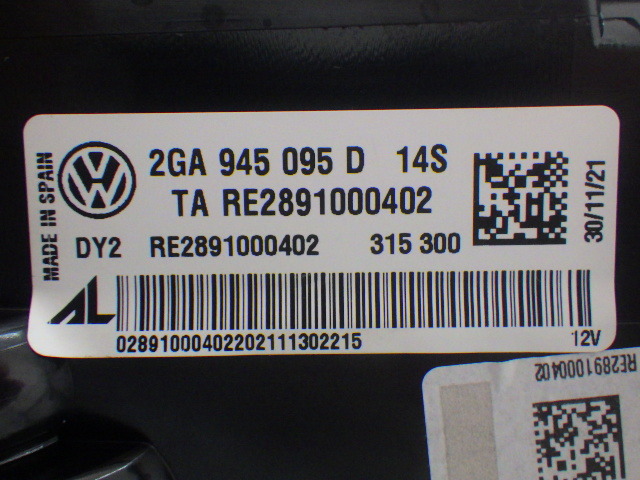 MADE IN SPAIN
2GA 945 095 D 14S
TA RE2891000402
DY2 RE2891000402 315 300
30/11/21
AL
02891000402202111302215
12V
RE2891000402